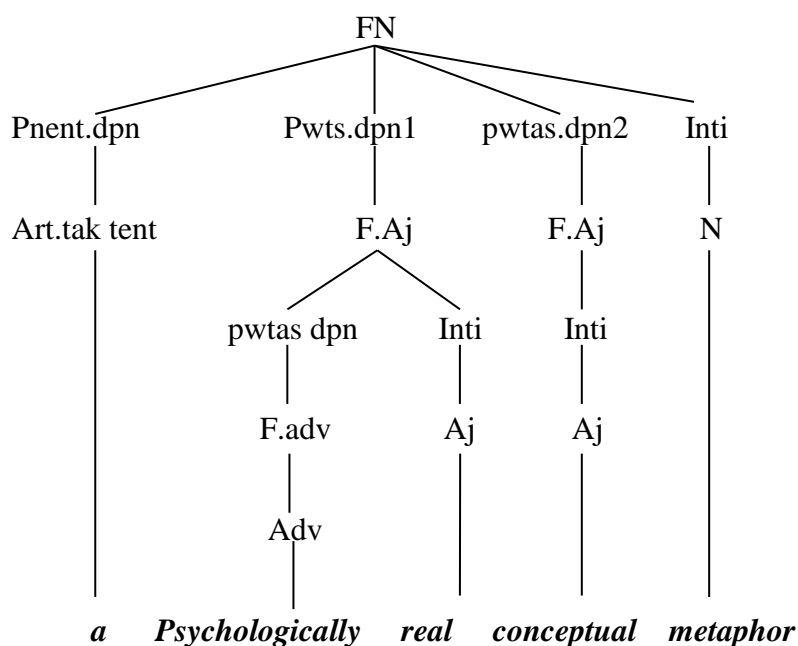 FN
Pnent.dpn Pwts.dpn1 pwtas.dpn2 Inti
Art.tak tent F.Aj F.Aj N
pwtas dpn Inti Inti
F.adv Aj Aj
Adv
a Psychologically real conceptual metaphor